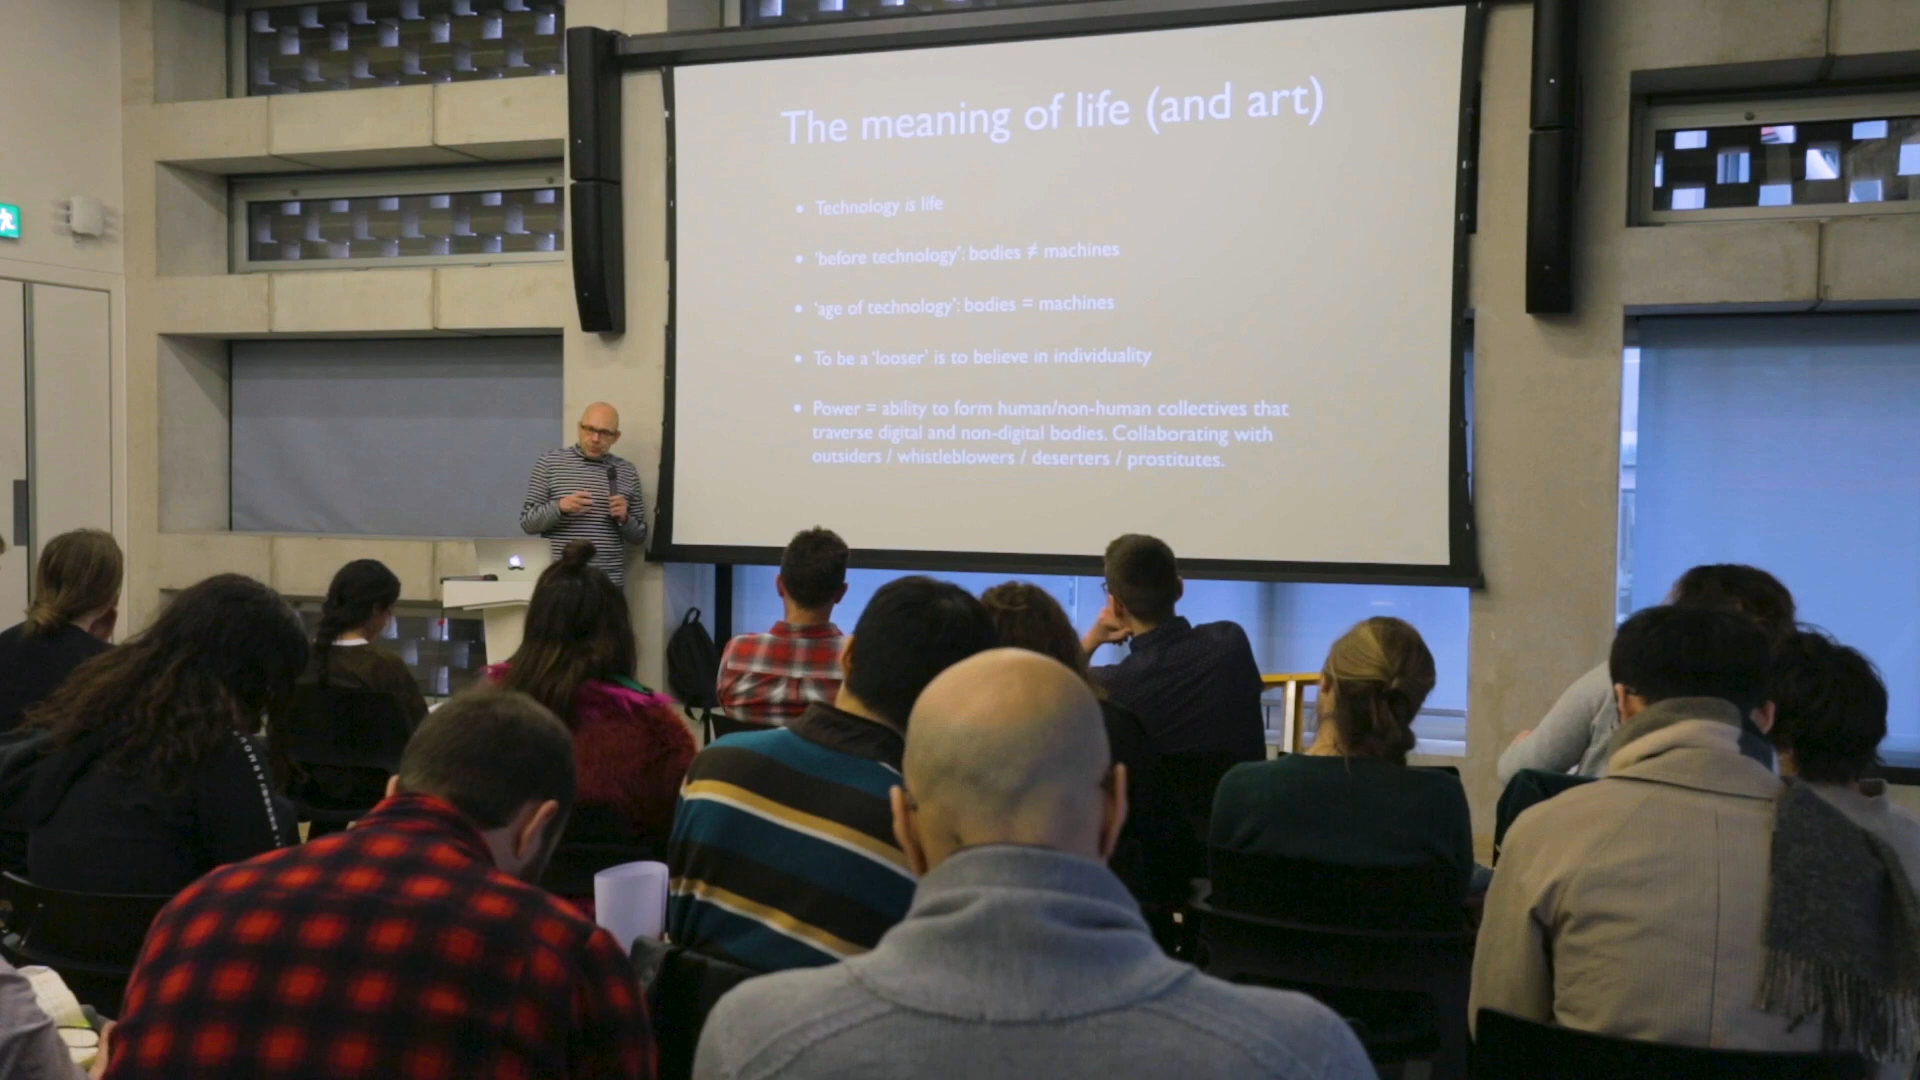 The meaning of life (and art)
• Technology is life
• 'before technology': bodies ≠ machines
• 'age of technology': bodies = machines
• To be a 'looser' is to believe in individuality
• Power = ability to form human/non-human collectives that
traverse digital and non-digital bodies. Collaborating with
outsiders / whistleblowers / deserters / prostitutes.